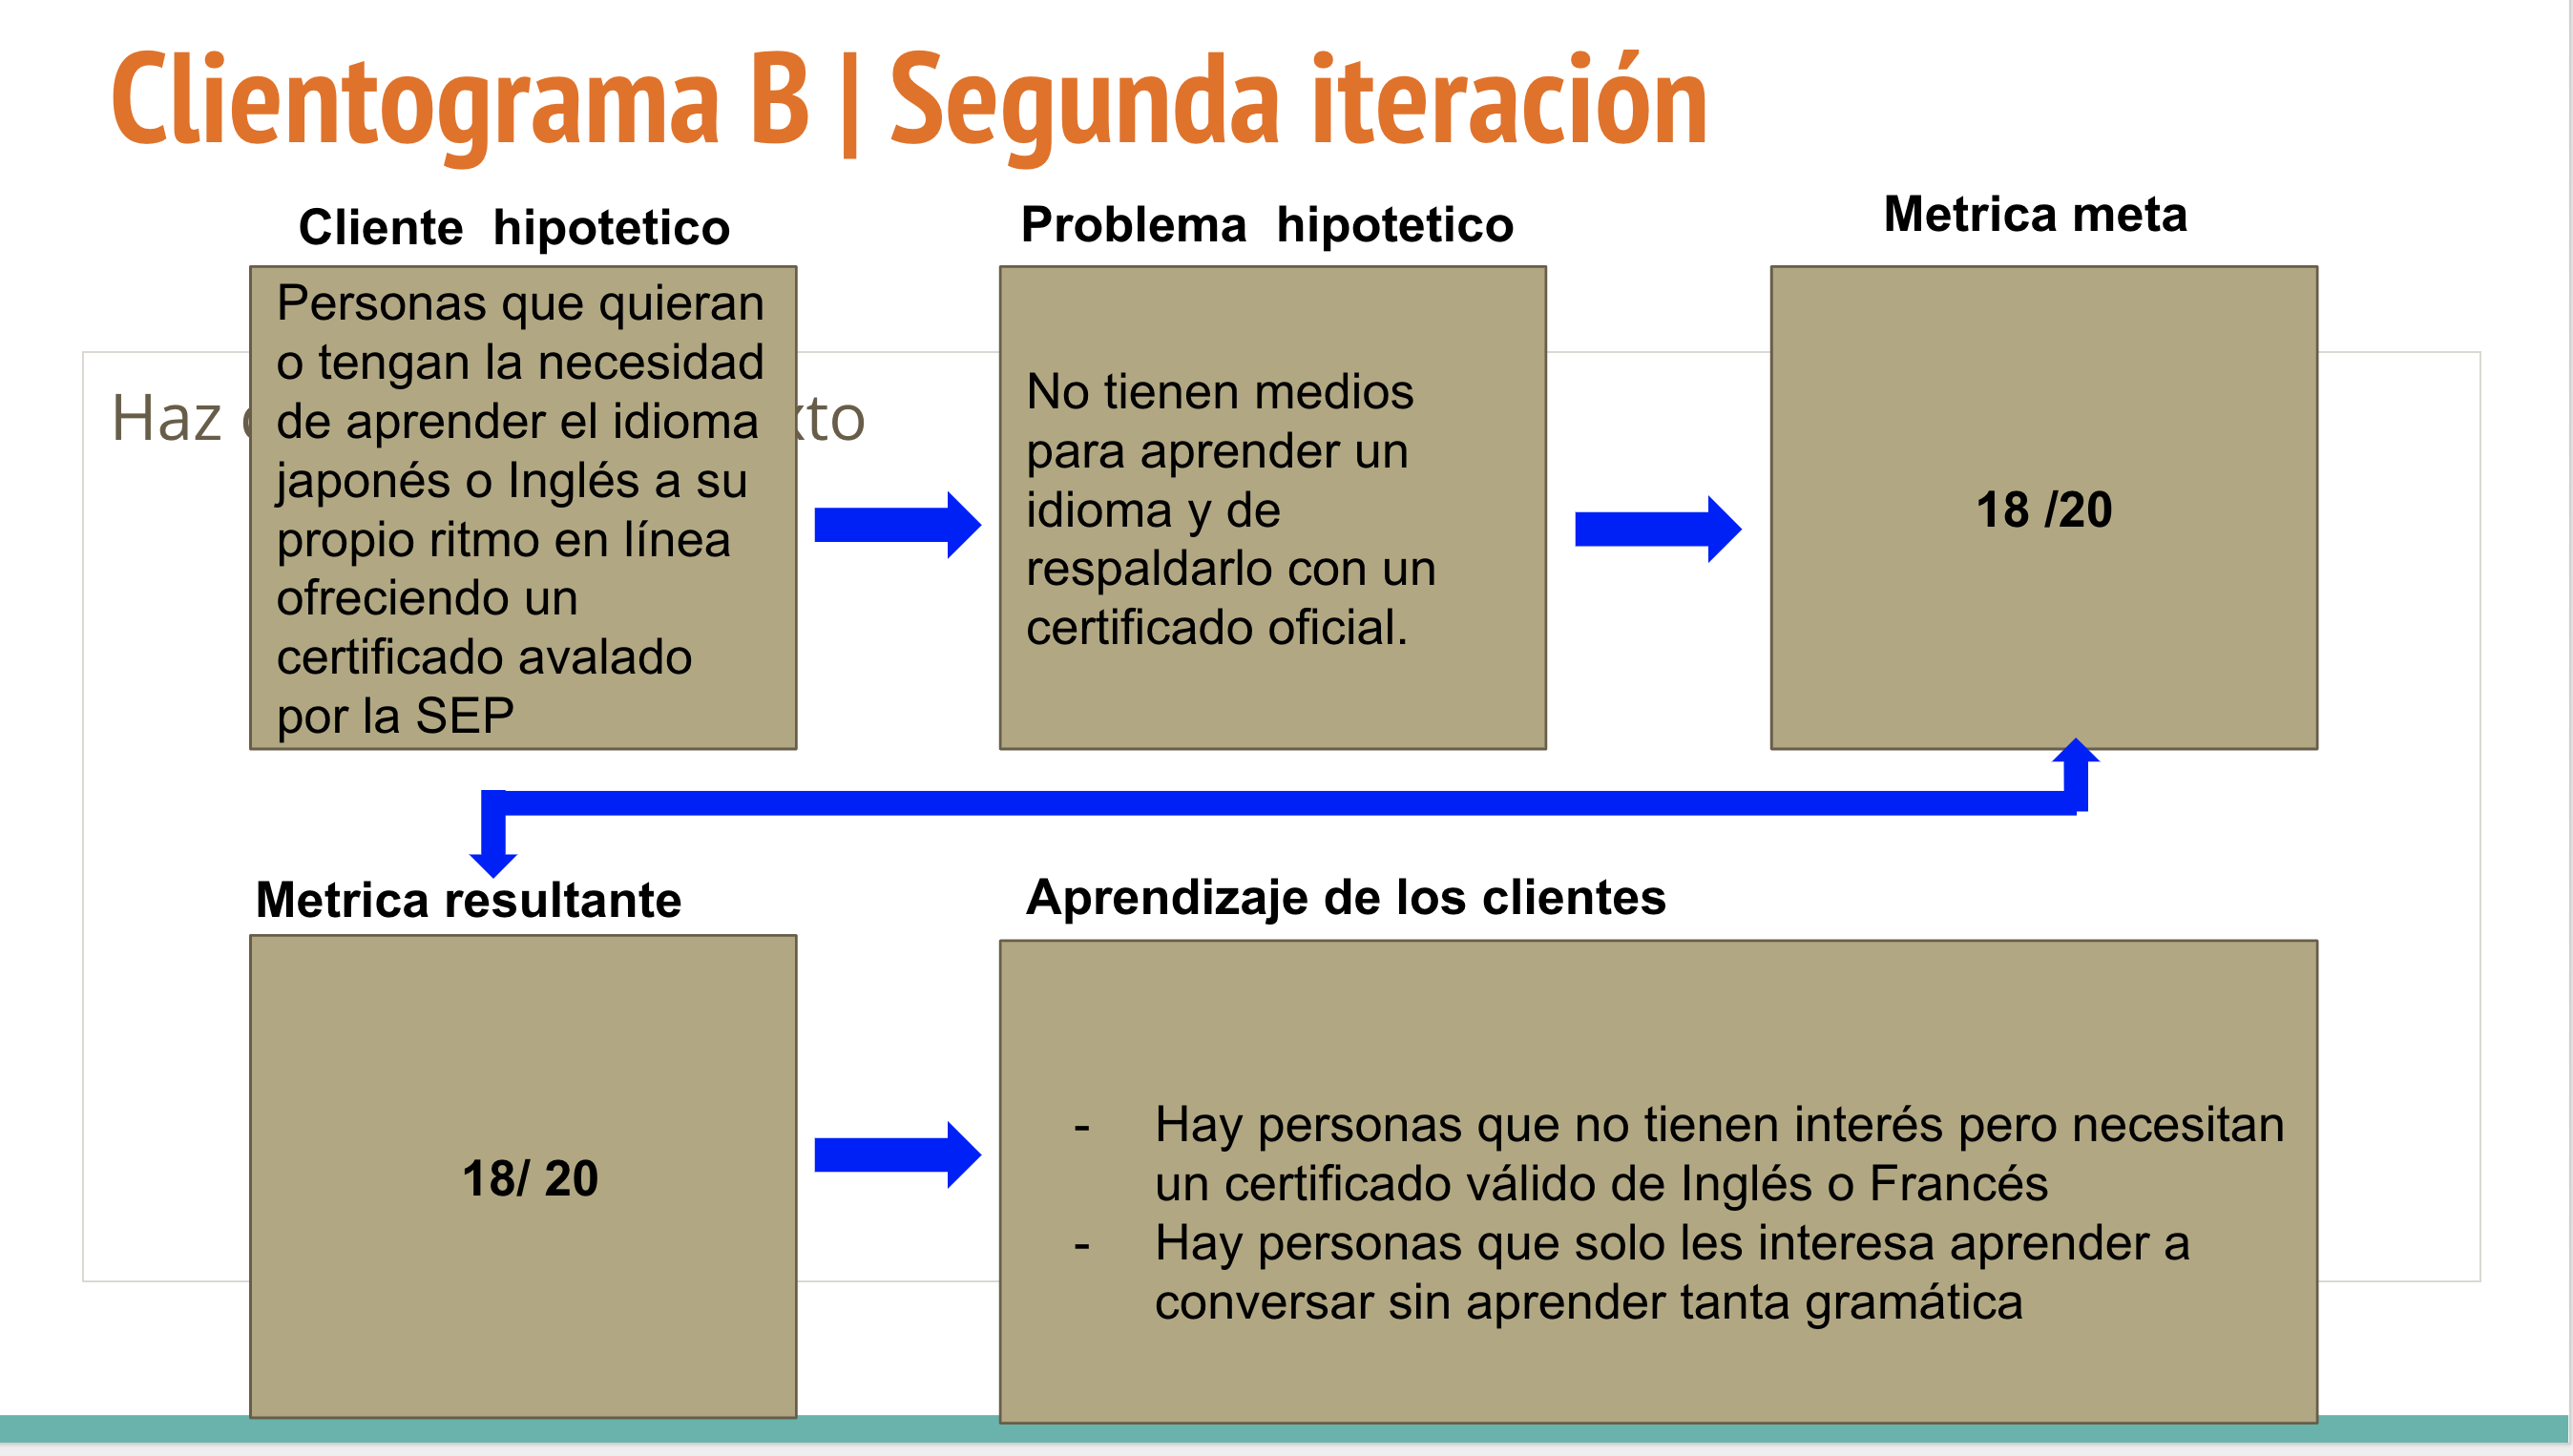 Clientograma B | Segunda iteración
Cliente  hipotetico
Problema  hipotetico
Metrica meta
Personas que quieran
o tengan la necesidad
de aprender el idioma
japonés o Inglés a su
propio ritmo en línea
ofreciendo un
certificado avalado
por la SEP
Haz
No tienen medios
para aprender un
idioma y de
respaldarlo con un
certificado oficial.
18 /20
Metrica resultante
Aprendizaje de los clientes
18/ 20
- Hay personas que no tienen interés pero necesitan
un certificado válido de Inglés o Francés
- Hay personas que solo les interesa aprender a
conversar sin aprender tanta gramática